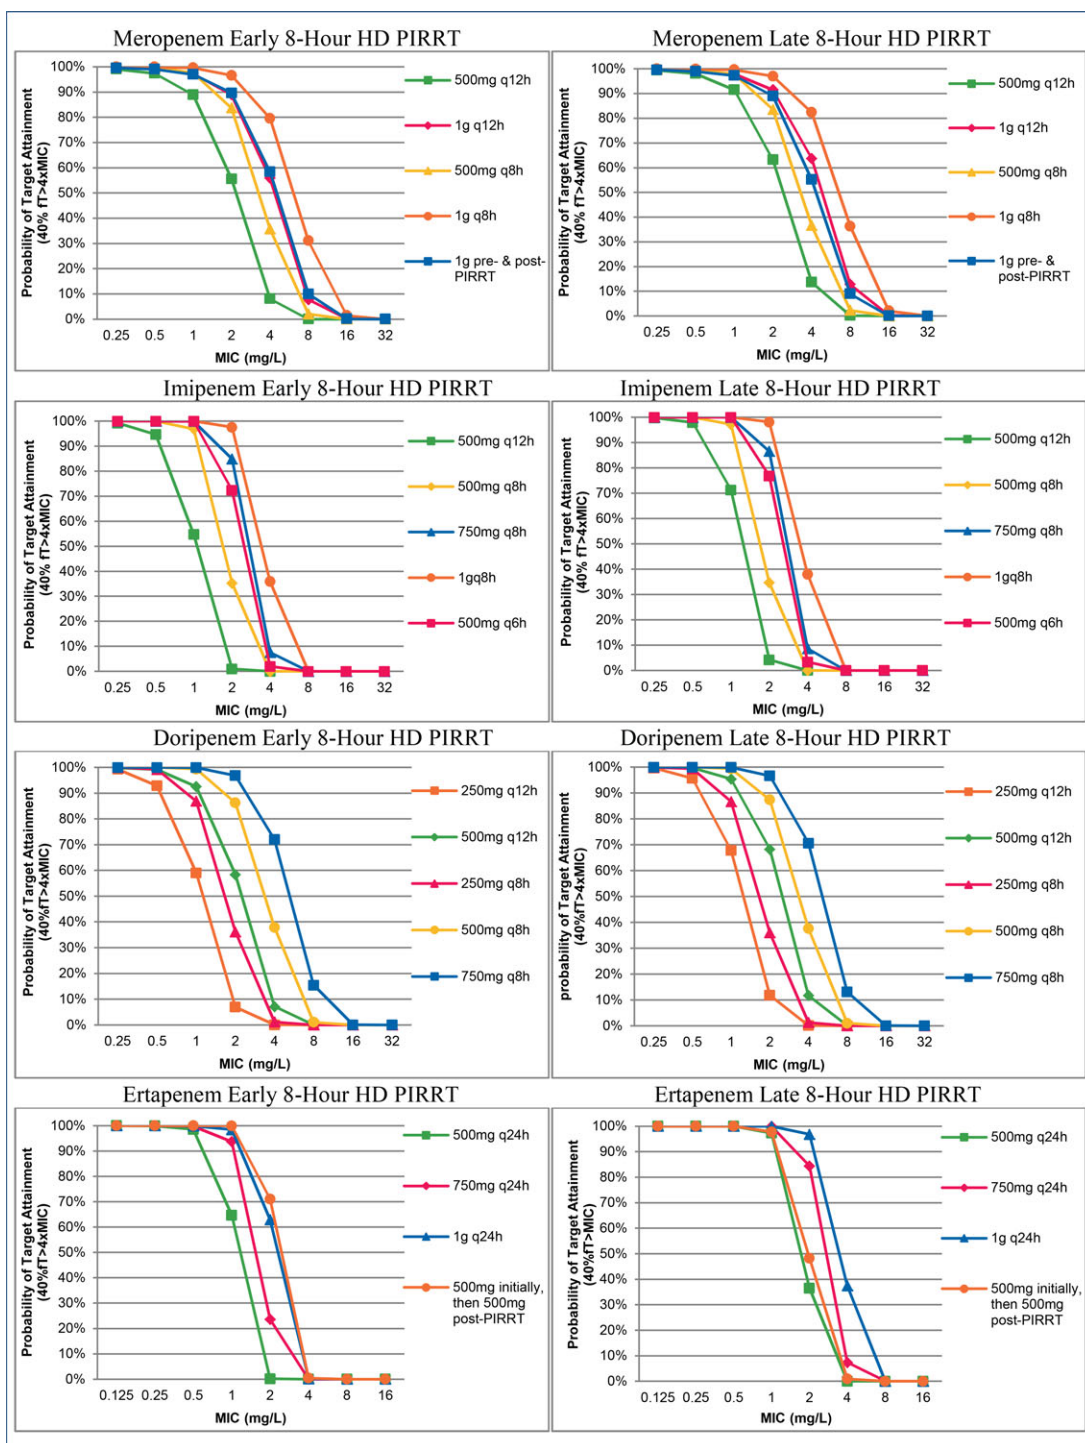 Meropenem Early 8-Hour HD PIRRT
Probability of Target Attainment
(40% fT>4xMIC)
100%
90%
80%
70%
60%
50%
40%
30%
20%
10%
0%
0.25 0.5 1 2 4 8 16 32
MIC (mg/L)
500mg q12h
1g q12h
500mg q8h
1g q8h
1g pre- & post-
PIRRT
Meropenem Late 8-Hour HD PIRRT
Probability of Target Attainment
(40% fT>4xMIC)
100%
90%
80%
70%
60%
50%
40%
30%
20%
10%
0%
0.25 0.5 1 2 4 8 16 32
MIC (mg/L)
500mg q12h
1g q12h
500mg q8h
1g q8h
1g pre- &
post-PIRRT
Imipenem Early 8-Hour HD PIRRT
Probability of Target Attainment
(40% fT>4xMIC)
100%
90%
80%
70%
60%
50%
40%
30%
20%
10%
0%
0.25 0.5 1 2 4 8 16 32
MIC (mg/L)
500mg q12h
500mg q8h
750mg q8h
1gq8h
500mg q6h
Imipenem Late 8-Hour HD PIRRT
Probability of Target Attainment
(40% fT>4xMIC)
100%
90%
80%
70%
60%
50%
40%
30%
20%
10%
0%
0.25 0.5 1 2 4 8 16 32
MIC (mg/L)
500mg q12h
500mg q8h
750mg q8h
1gq8h
500mg q6h
Doripenem Early 8-Hour HD PIRRT
Probability of Target Attainment
(40%fT>4xMIC)
100%
90%
80%
70%
60%
50%
40%
30%
20%
10%
0%
0.25 0.5 1 2 4 8 16 32
MIC (mg/L)
250mg q12h
500mg q12h
250mg q8h
500mg q8h
750mg q8h
Doripenem Late 8-Hour HD PIRRT
probability of Target Attainment
(40%fT>4xMIC)
100%
90%
80%
70%
60%
50%
40%
30%
20%
10%
0%
0.25 0.5 1 2 4 8 16 32
MIC (mg/L)
250mg q12h
500mg q12h
250mg q8h
500mg q8h
750mg q8h
Ertapenem Early 8-Hour HD PIRRT
Probability of Target Attainment
(40%fT>4xMIC)
100%
90%
80%
70%
60%
50%
40%
30%
20%
10%
0%
0.125 0.25 0.5 1 2 4 8 16
MIC (mg/L)
500mg q24h
750mg q24h
1g q24h
500mg initially,
then 500mg
post-PIRRT
Ertapenem Late 8-Hour HD PIRRT
Probability of Target Attainment
(40%fT>MIC)
100%
90%
80%
70%
60%
50%
40%
30%
20%
10%
0%
0.125 0.25 0.5 1 2 4 8 16
MIC (mg/L)
500mg q24h
750mg q24h
1g q24h
500mg initially,
then 500mg
post-PIRRT